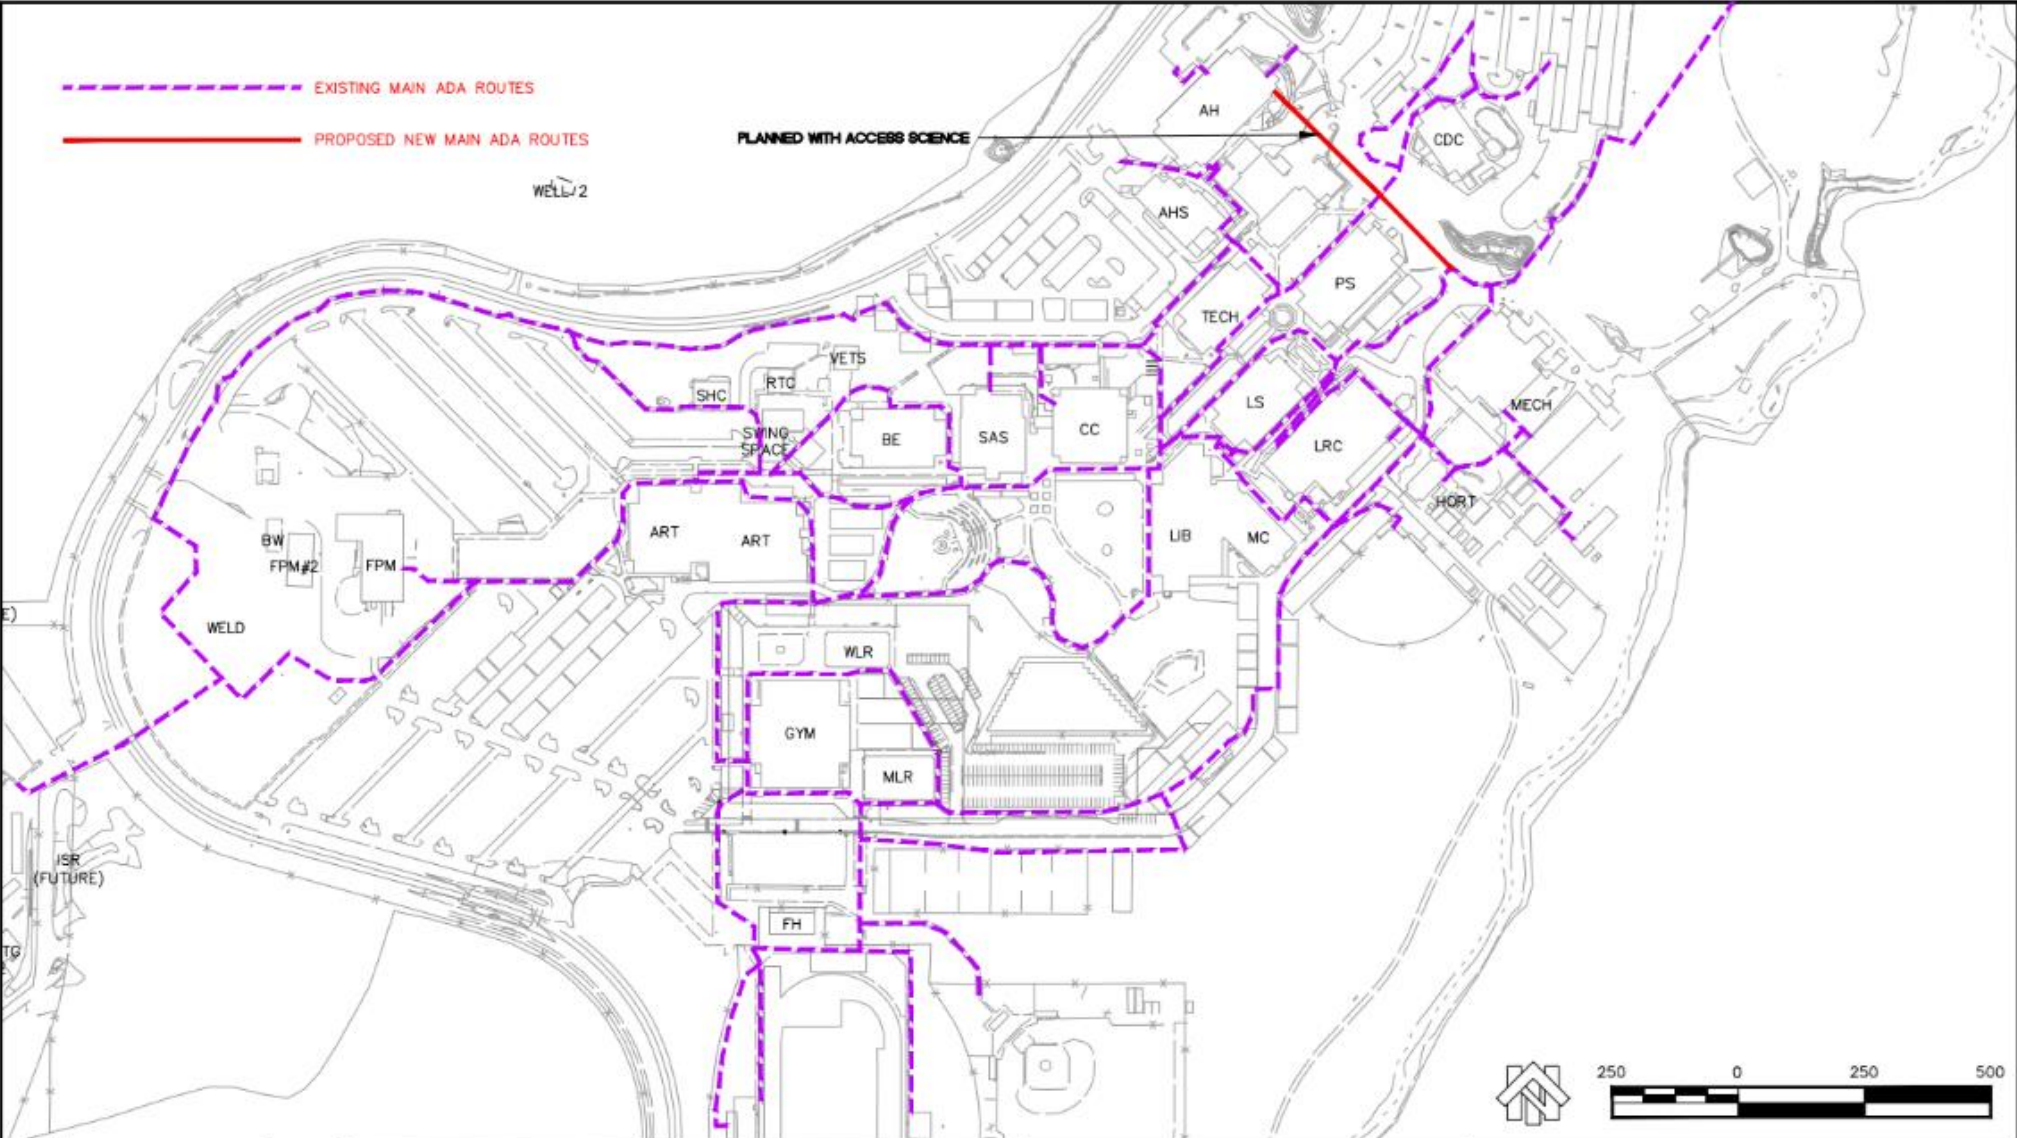 EXISTING MAIN ADA ROUTES
PROPOSED NEW MAIN ADA ROUTES
PLANNED WITH ACCESS SCIENCE
AH
CDC
WELL 2
AHS
PS
TECH
VETS
RTC
SHC
SWING
SPACE
BE
SAS
CC
LS
MECH
LRC
HORT
ART
ART
LIB
MC
BW
FPM#2
FPM
E)
WELD
WLR
GYM
MLR
ISR
(FUTURE)
FH
TG
250
0
250
500